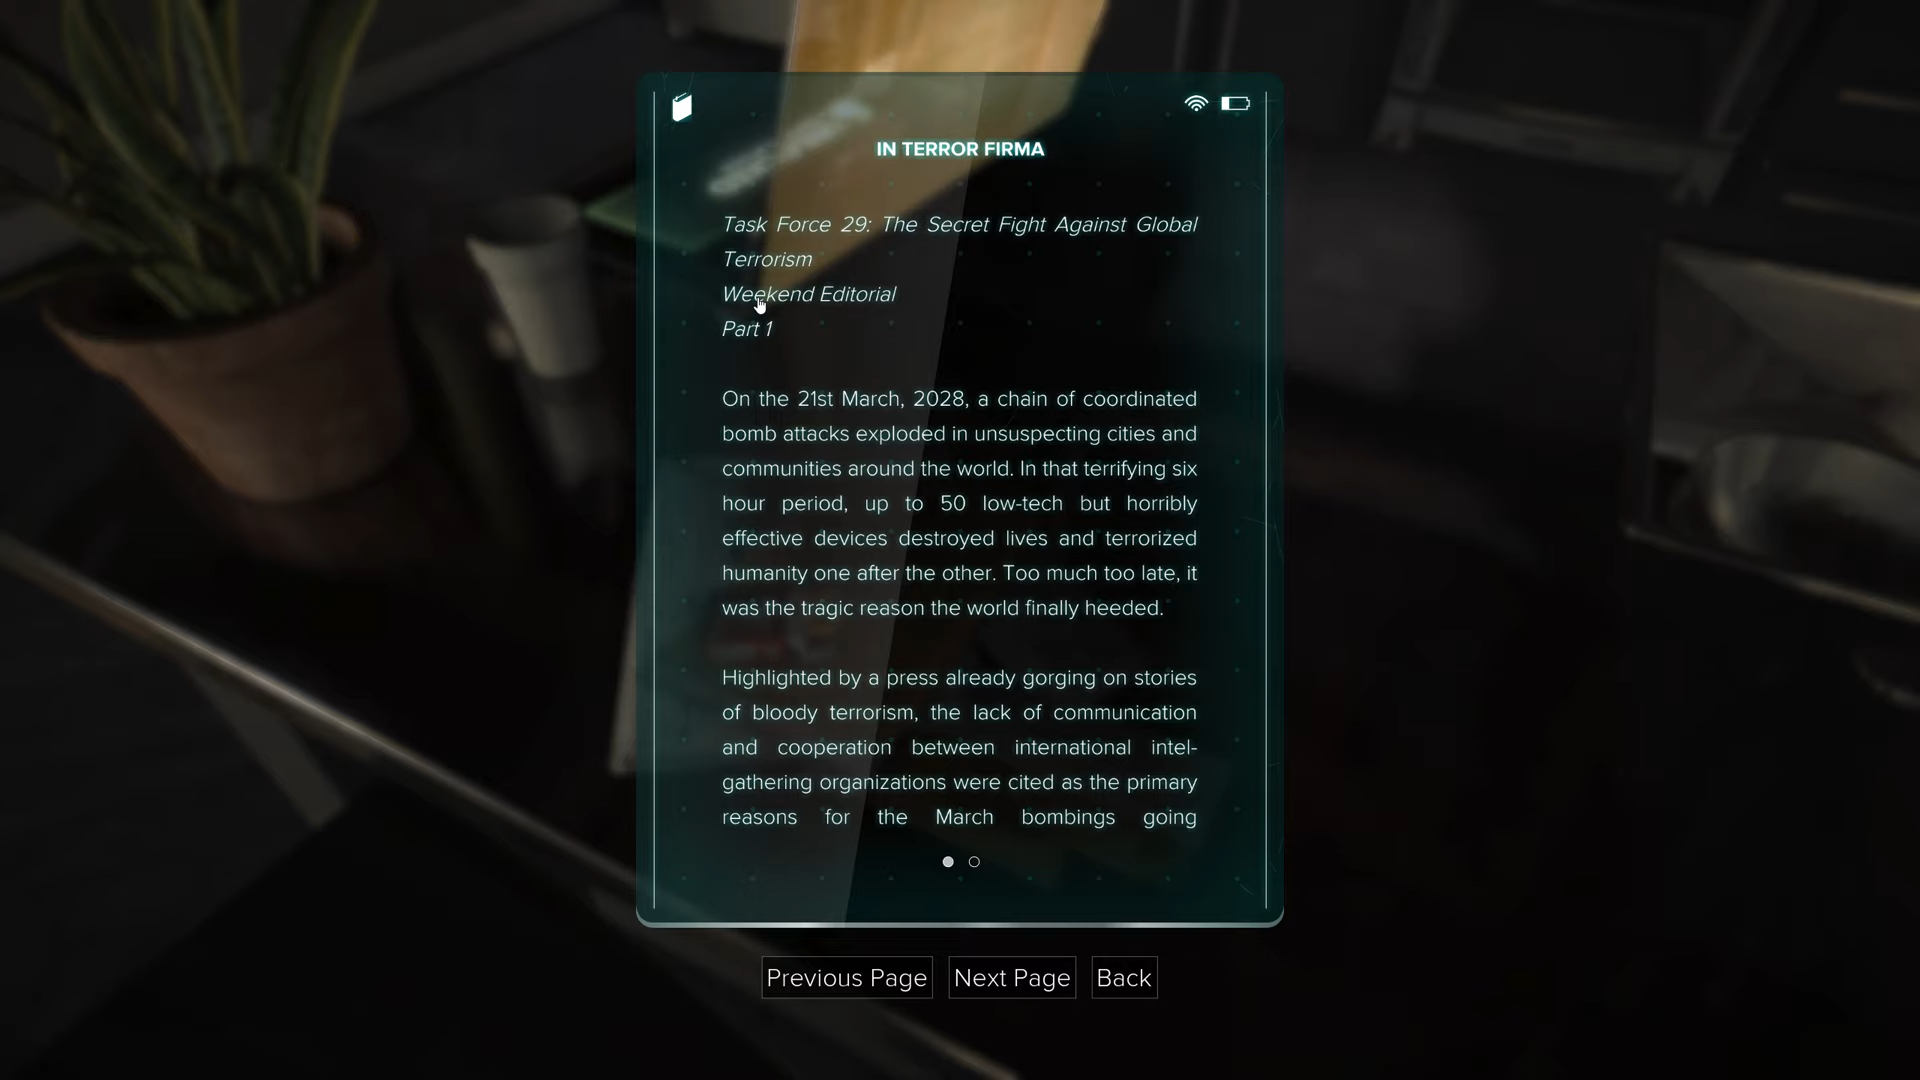 IN TERROR FIRMA
Task Force 29: The Secret Fight Against Global
Terrorism
Weekend Editorial
Part 1
On the 21st March, 2028, a chain of coordinated
bomb attacks exploded in unsuspecting cities and
communities around the world. In that terrifying six
hour period, up to 50 low-tech but horribly
effective devices destroyed lives and terrorized
humanity one after the other. Too much too late, it
was the tragic reason the world finally heeded.
Highlighted by a press already gorging on stories
of bloody terrorism, the lack of communication
and cooperation between international intel-
gathering organizations were cited as the primary
reasons for the March bombings going
Previous Page Next Page Back